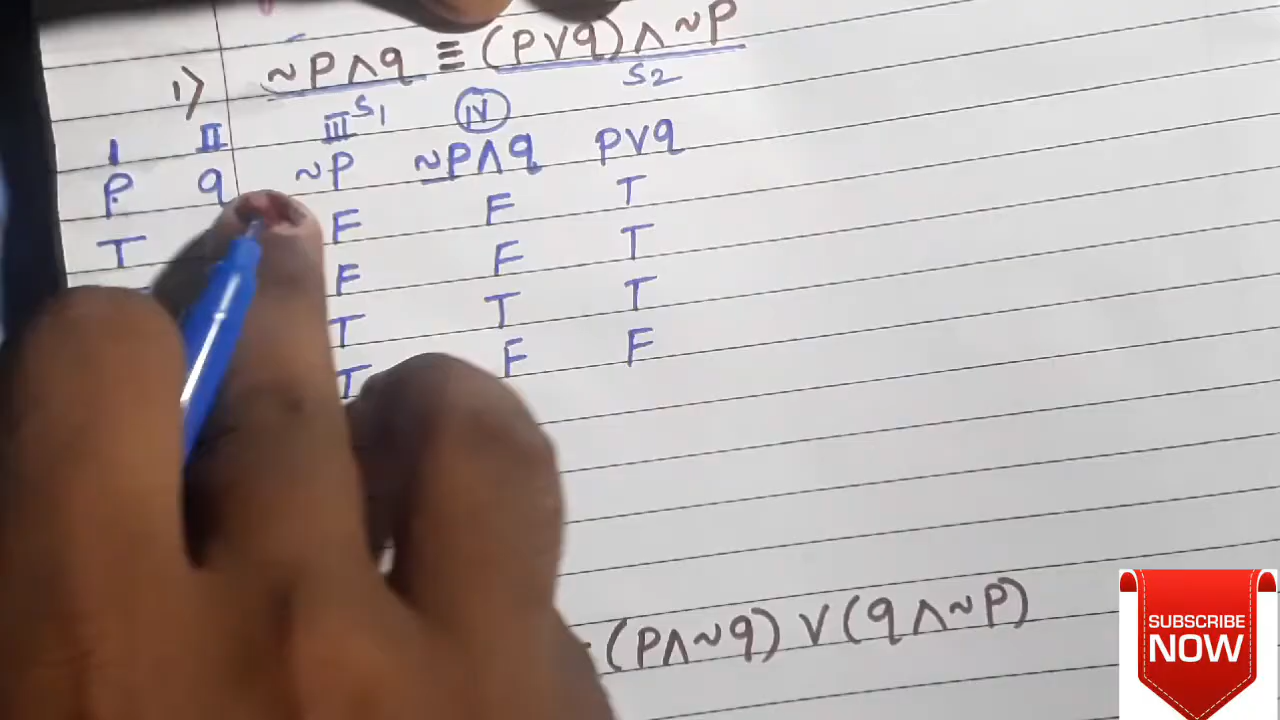 1) ~P∧q ≡ (P∨q)∧~P
S1 S2
I II III IV
P q ~P ~P∧q P∨q
T F F T
F F T
T T T
T F F
(P∧~q) ∨ (q∧~P)
SUBSCRIBE
NOW